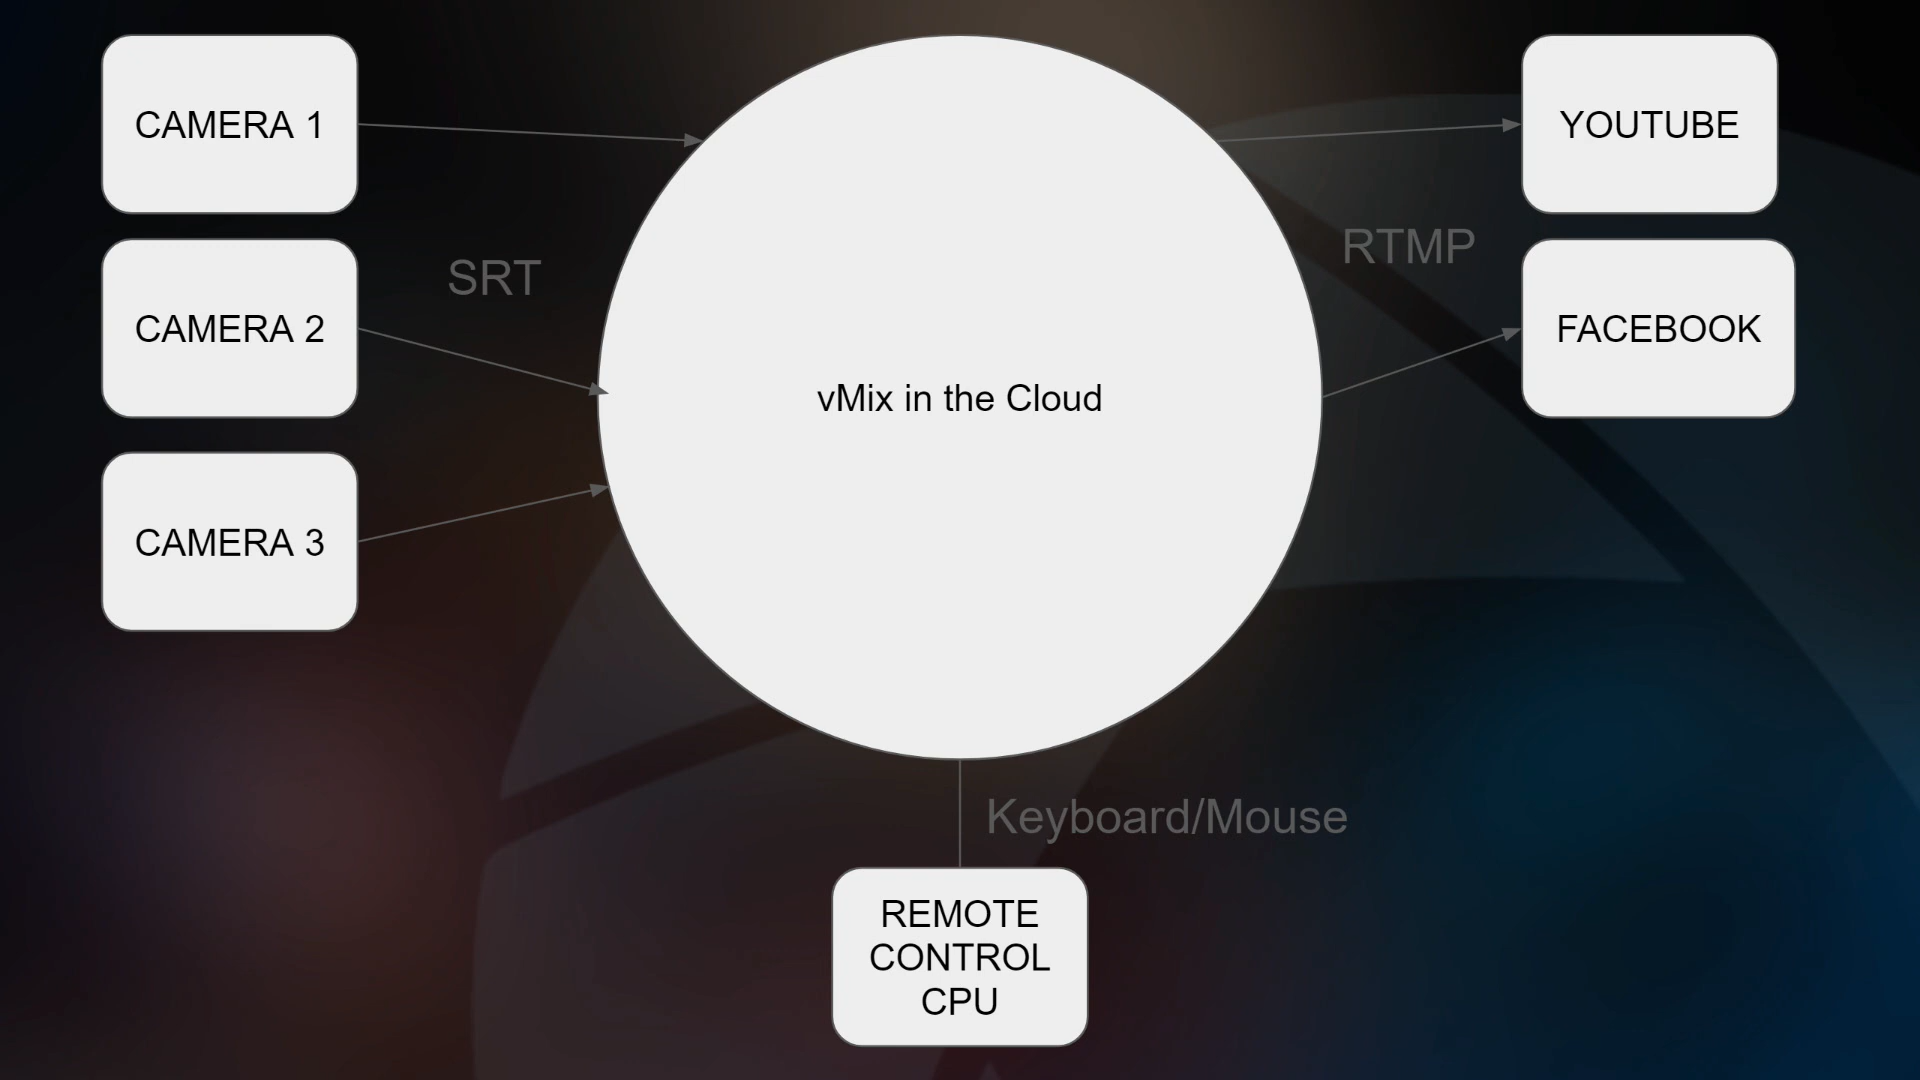 CAMERA 1
CAMERA 2
CAMERA 3
SRT
vMix in the Cloud
RTMP
YOUTUBE
FACEBOOK
Keyboard/Mouse
REMOTE
CONTROL
CPU